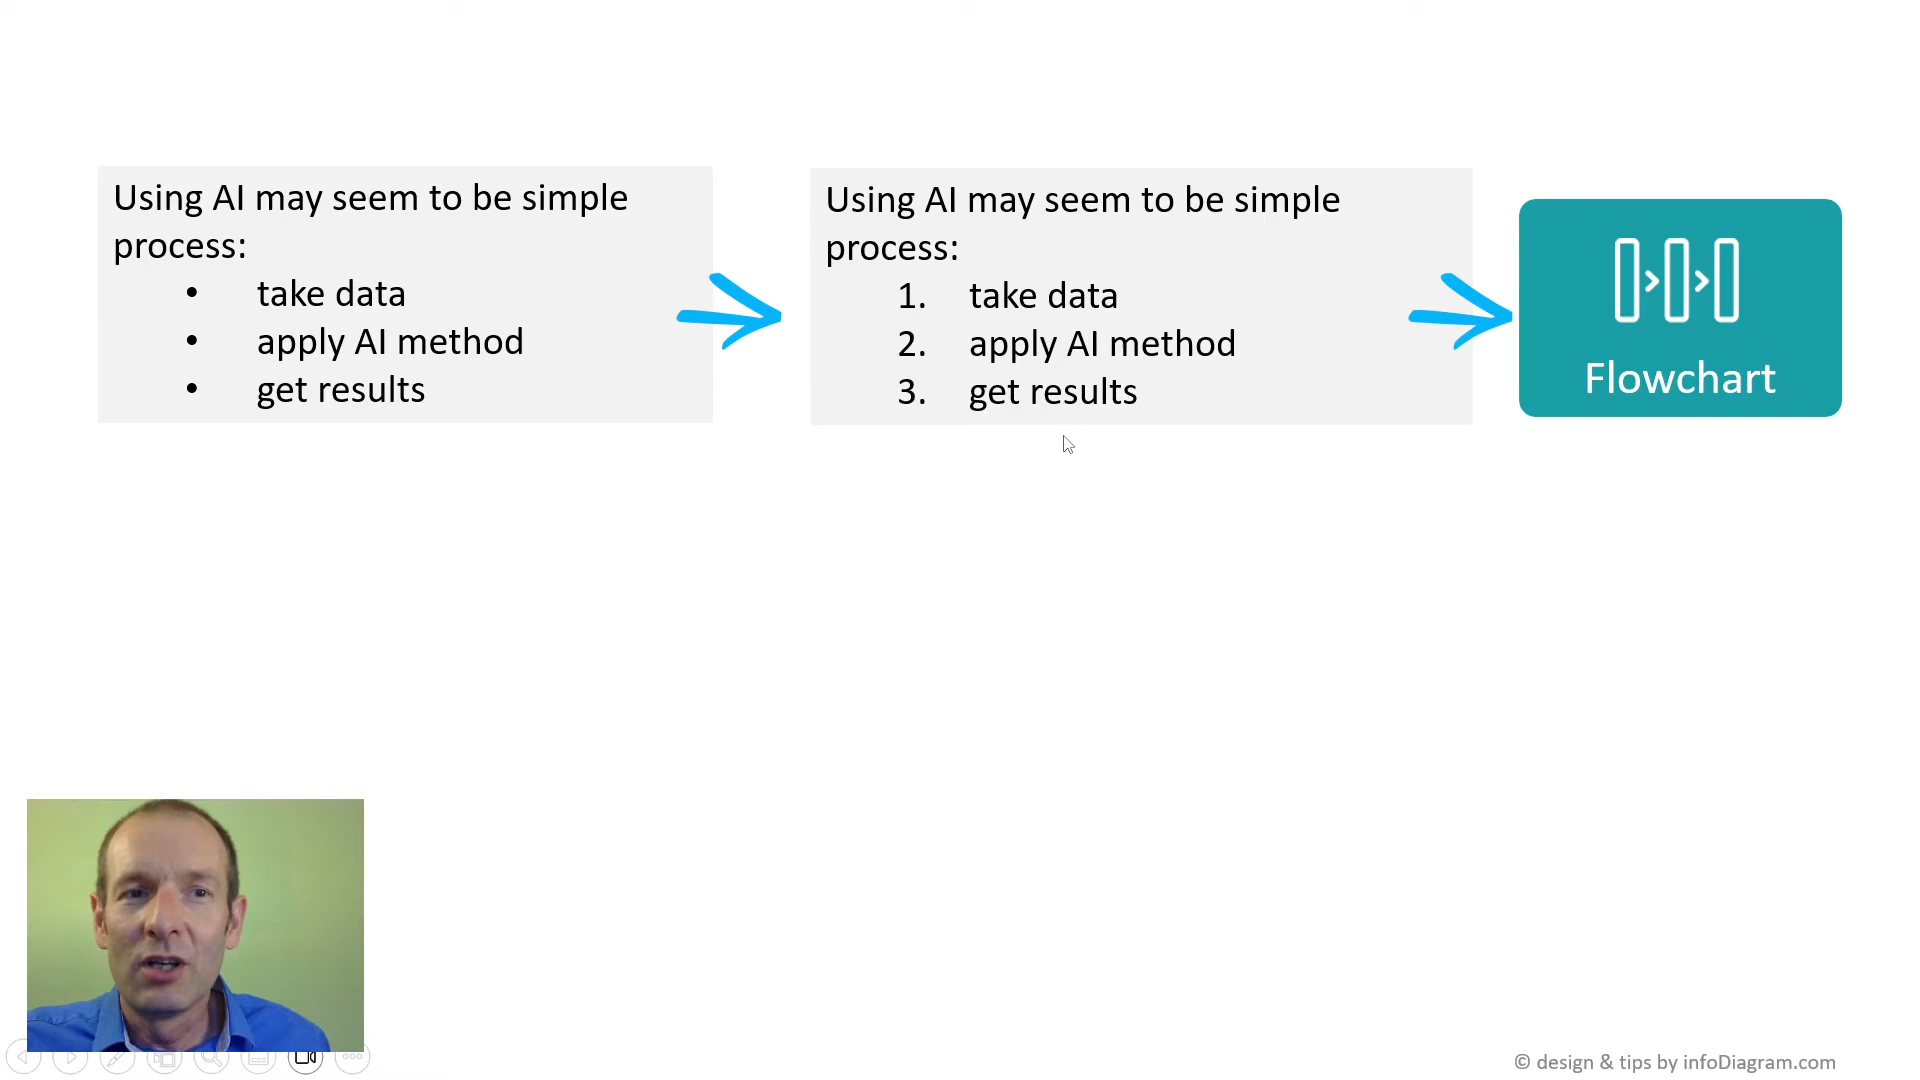 Using AI may seem to be simple
process:
• take data
• apply AI method
• get results
Using AI may seem to be simple
process:
1. take data
2. apply AI method
3. get results
Flowchart
© design & tips by infoDiagram.com